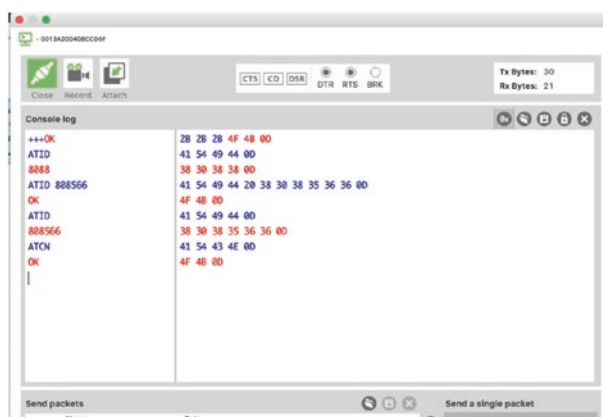 - 0013A20040BCCD0F
Close Record Attach
CTS CD DSR DTR RTS BRK
Tx Bytes: 30
Rx Bytes: 21
Console log
+++OK 2B 2B 2B 4F 4B 0D
ATID 41 54 49 44 0D
8088 38 30 38 38 0D
ATID 808566 41 54 49 44 20 38 30 38 35 36 36 0D
OK 4F 4B 0D
ATID 41 54 49 44 0D
808566 38 30 38 35 36 36 0D
ATCN 41 54 43 4E 0D
OK 4F 4B 0D
Send packets
Send a single packet